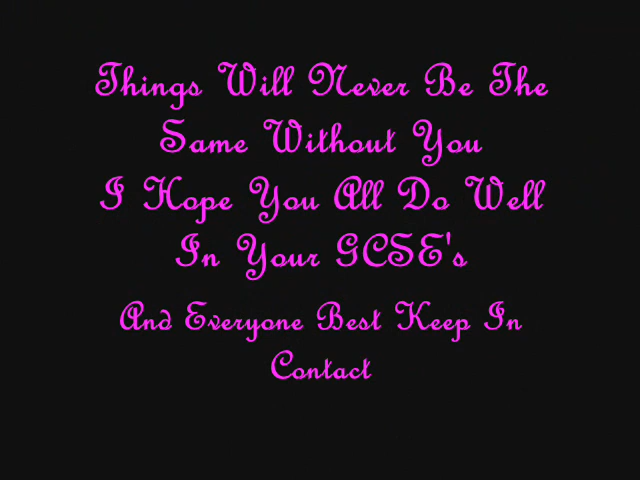 Things Will Never Be The
Same Without You
I Hope You All Do Well
In Your GCSE's
And Everyone Best Keep In
Contact